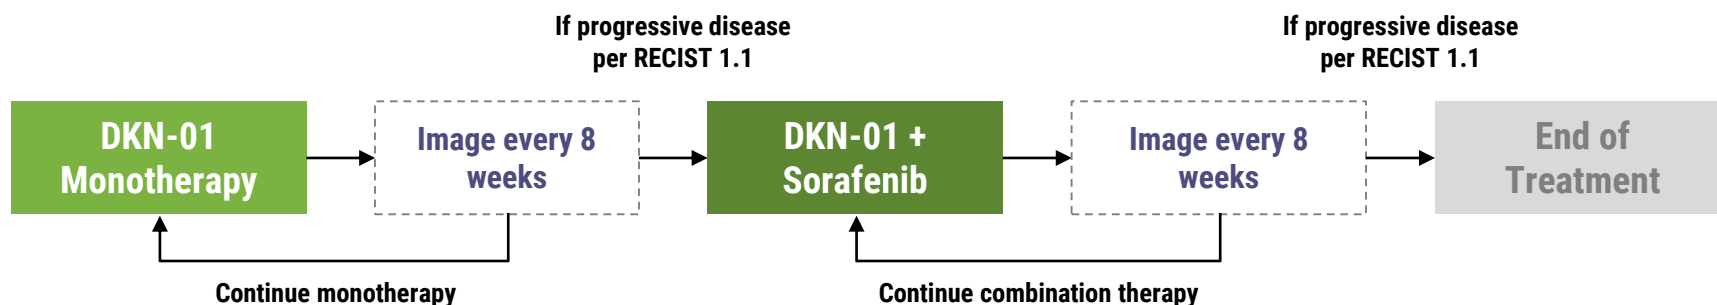 If progressive disease
per RECIST 1.1
If progressive disease
per RECIST 1.1
DKN-01
Monotherapy
Image every 8
weeks
DKN-01 +
Sorafenib
Image every 8
weeks
End of
Treatment
Continue monotherapy
Continue combination therapy